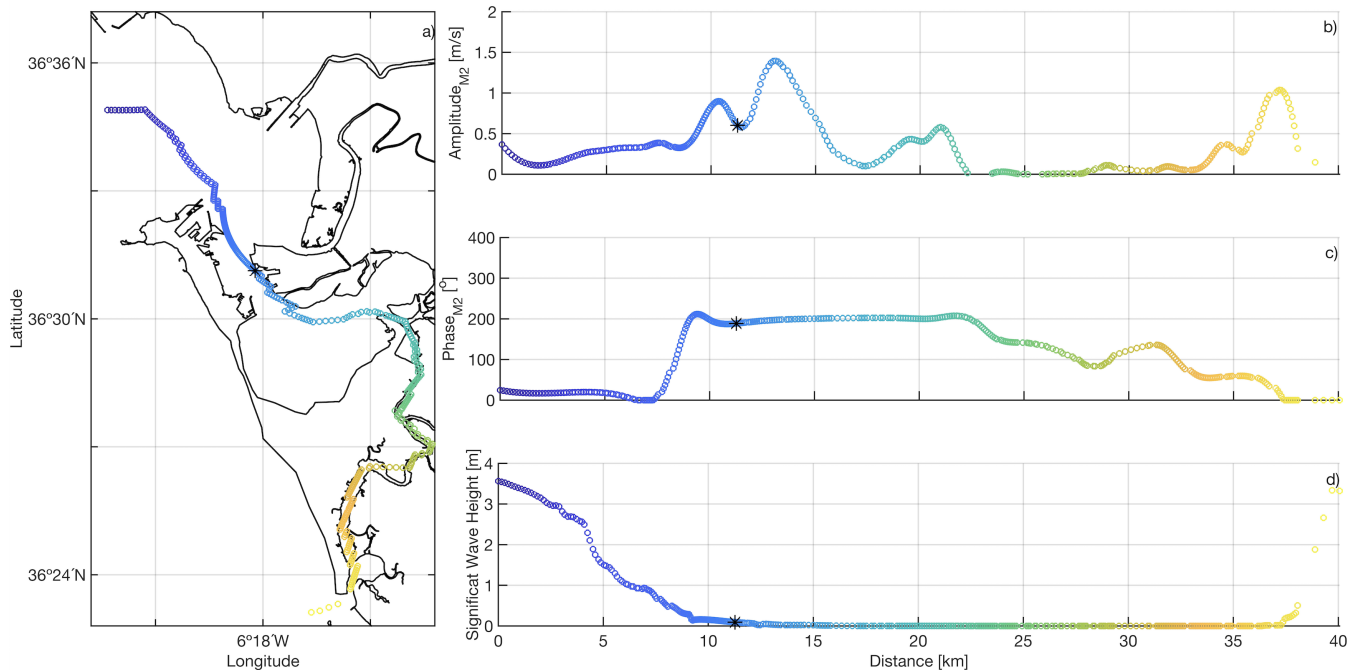 a)
36º36´N
36º30´N
36º24´N
Latitude
6º18´W
Longitude
b)
2
1.5
1
0.5
0
Amplitude_M2 [m/s]
c)
400
300
200
100
0
Phase_M2 [º]
d)
4
3
2
1
0
Significat Wave Height [m]
0 5 10 15 20 25 30 35 40
Distance [km]